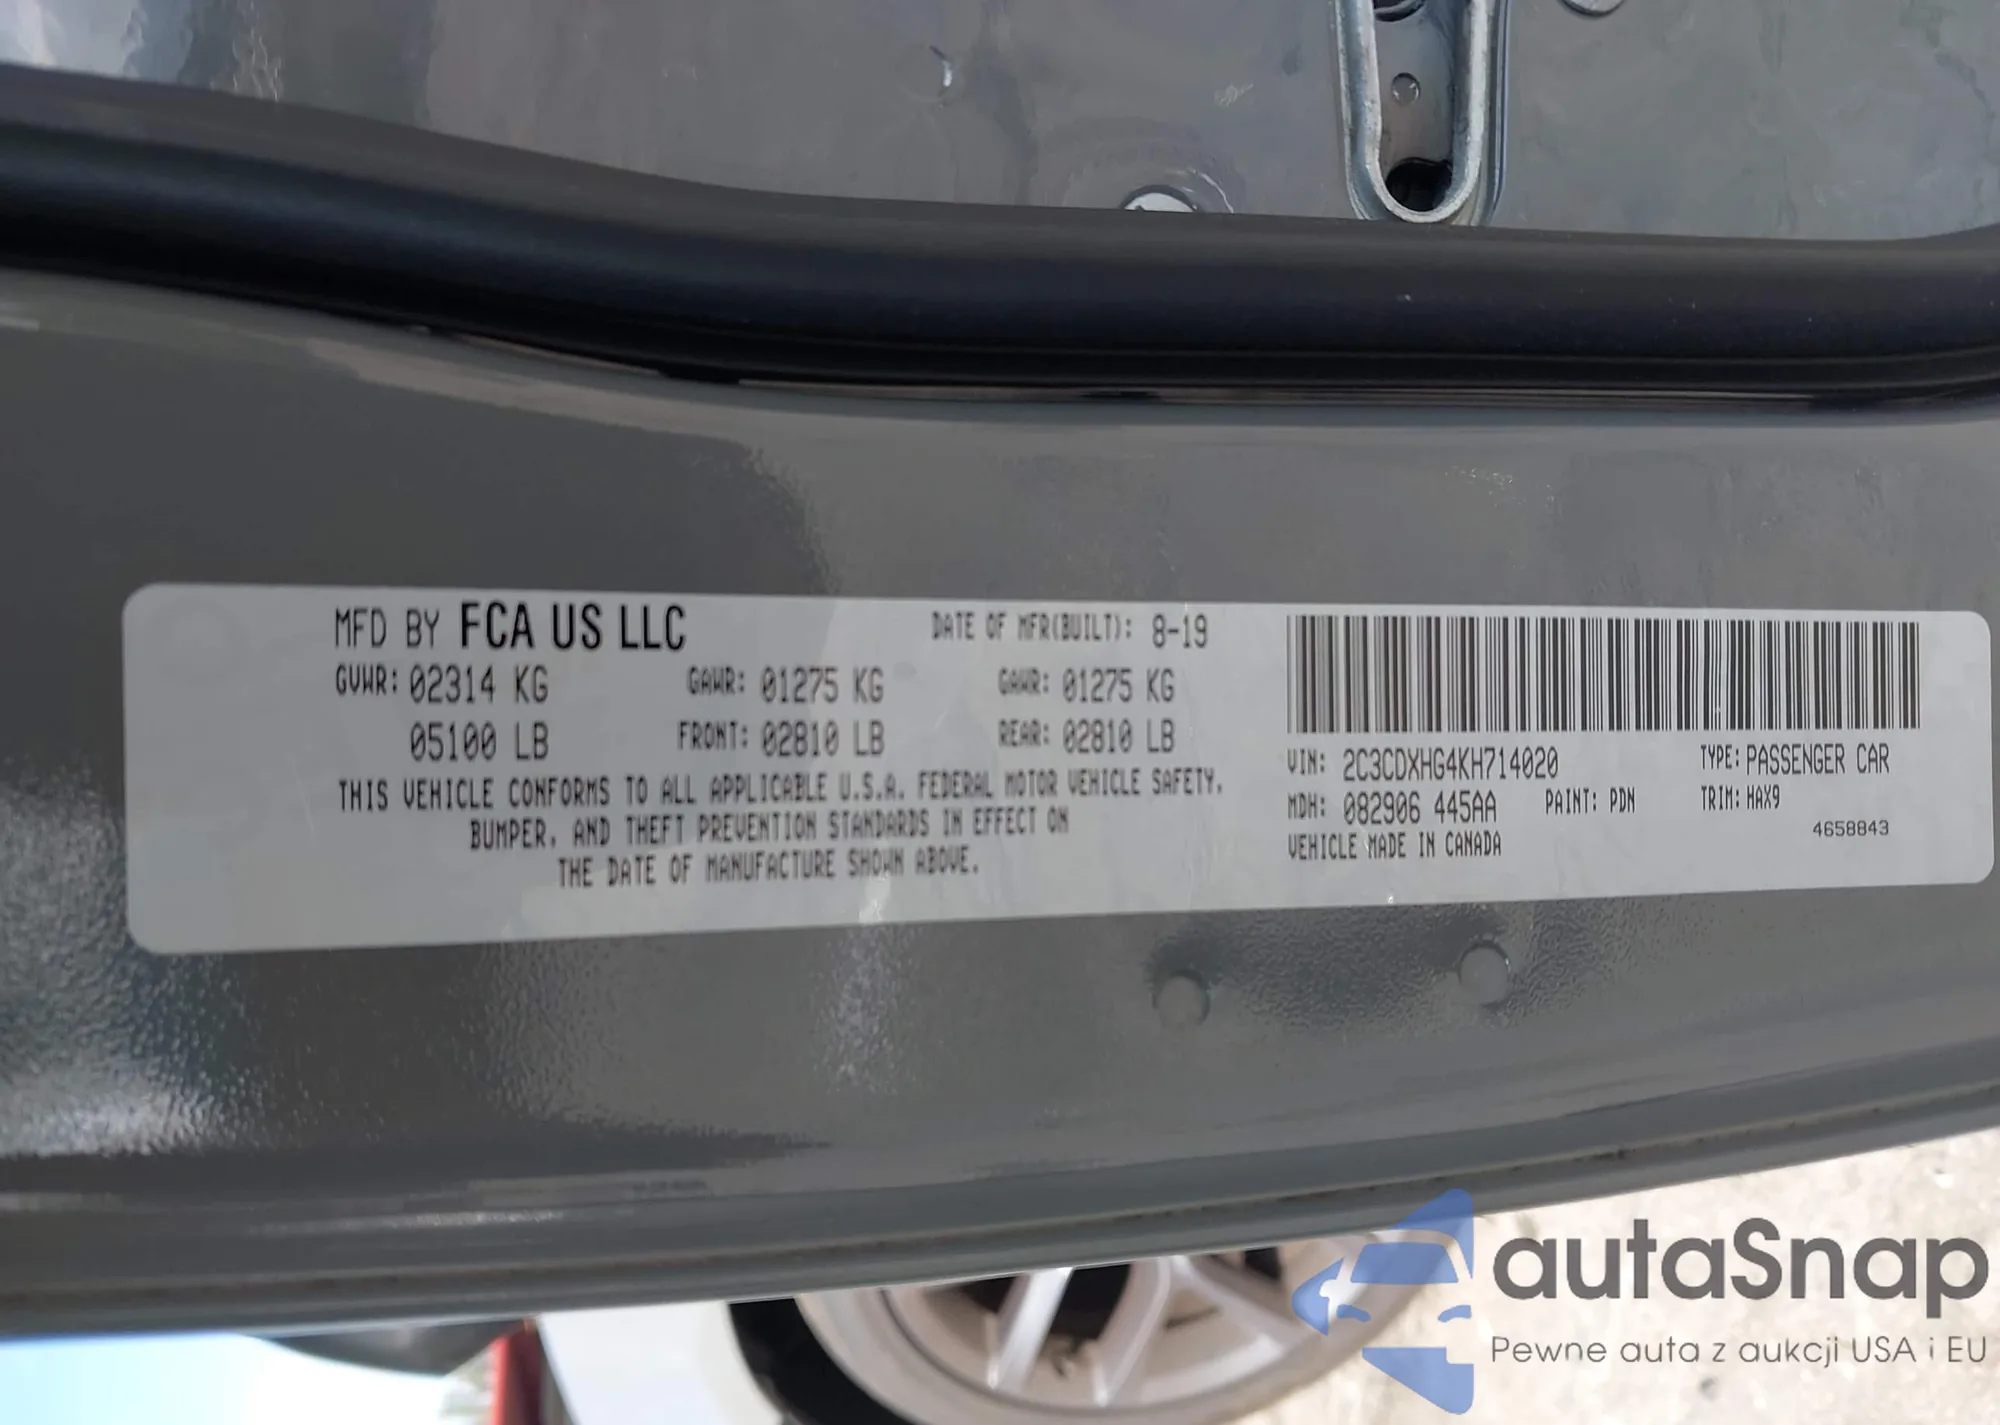 MFD BY FCA US LLC DATE OF MFR(BUILT): 8-19
GVWR: 02314 KG GAWR: 01275 KG GAWR: 01275 KG
05100 LB FRONT: 02810 LB REAR: 02810 LB
THIS VEHICLE CONFORMS TO ALL APPLICABLE U.S.A. FEDERAL MOTOR VEHICLE SAFETY,
BUMPER, AND THEFT PREVENTION STANDARDS IN EFFECT ON
THE DATE OF MANUFACTURE SHOWN ABOVE.
VIN: 2C3CDXHG4KH714020 TYPE: PASSENGER CAR
MDH: 082906 445AA PAINT: PDN TRIM: HAX9
VEHICLE MADE IN CANADA 4658843
autaSnap
Pewne auta z aukcji USA i EU